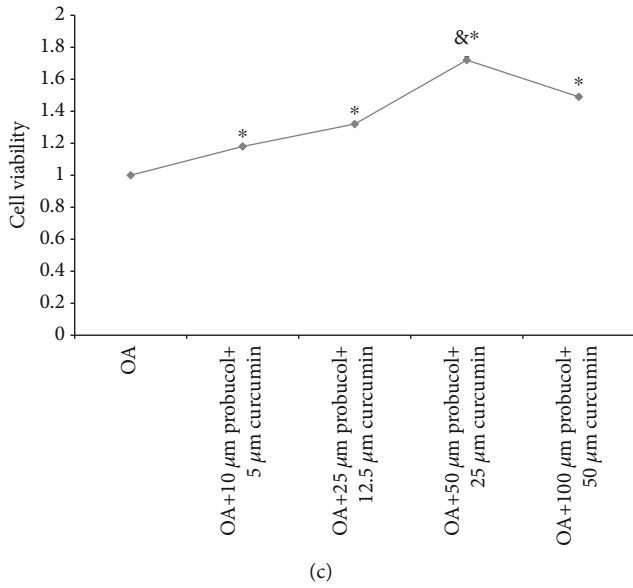 2
1.8
1.6
1.4
1.2
1
0.8
0.6
0.4
0.2
0
Cell viability
*
*
&*
*
OA
OA+10 μm probucol+
5 μm curcumin
OA+25 μm probucol+
12.5 μm curcumin
OA+50 μm probucol+
25 μm curcumin
OA+100 μm probucol+
50 μm curcumin
(c)